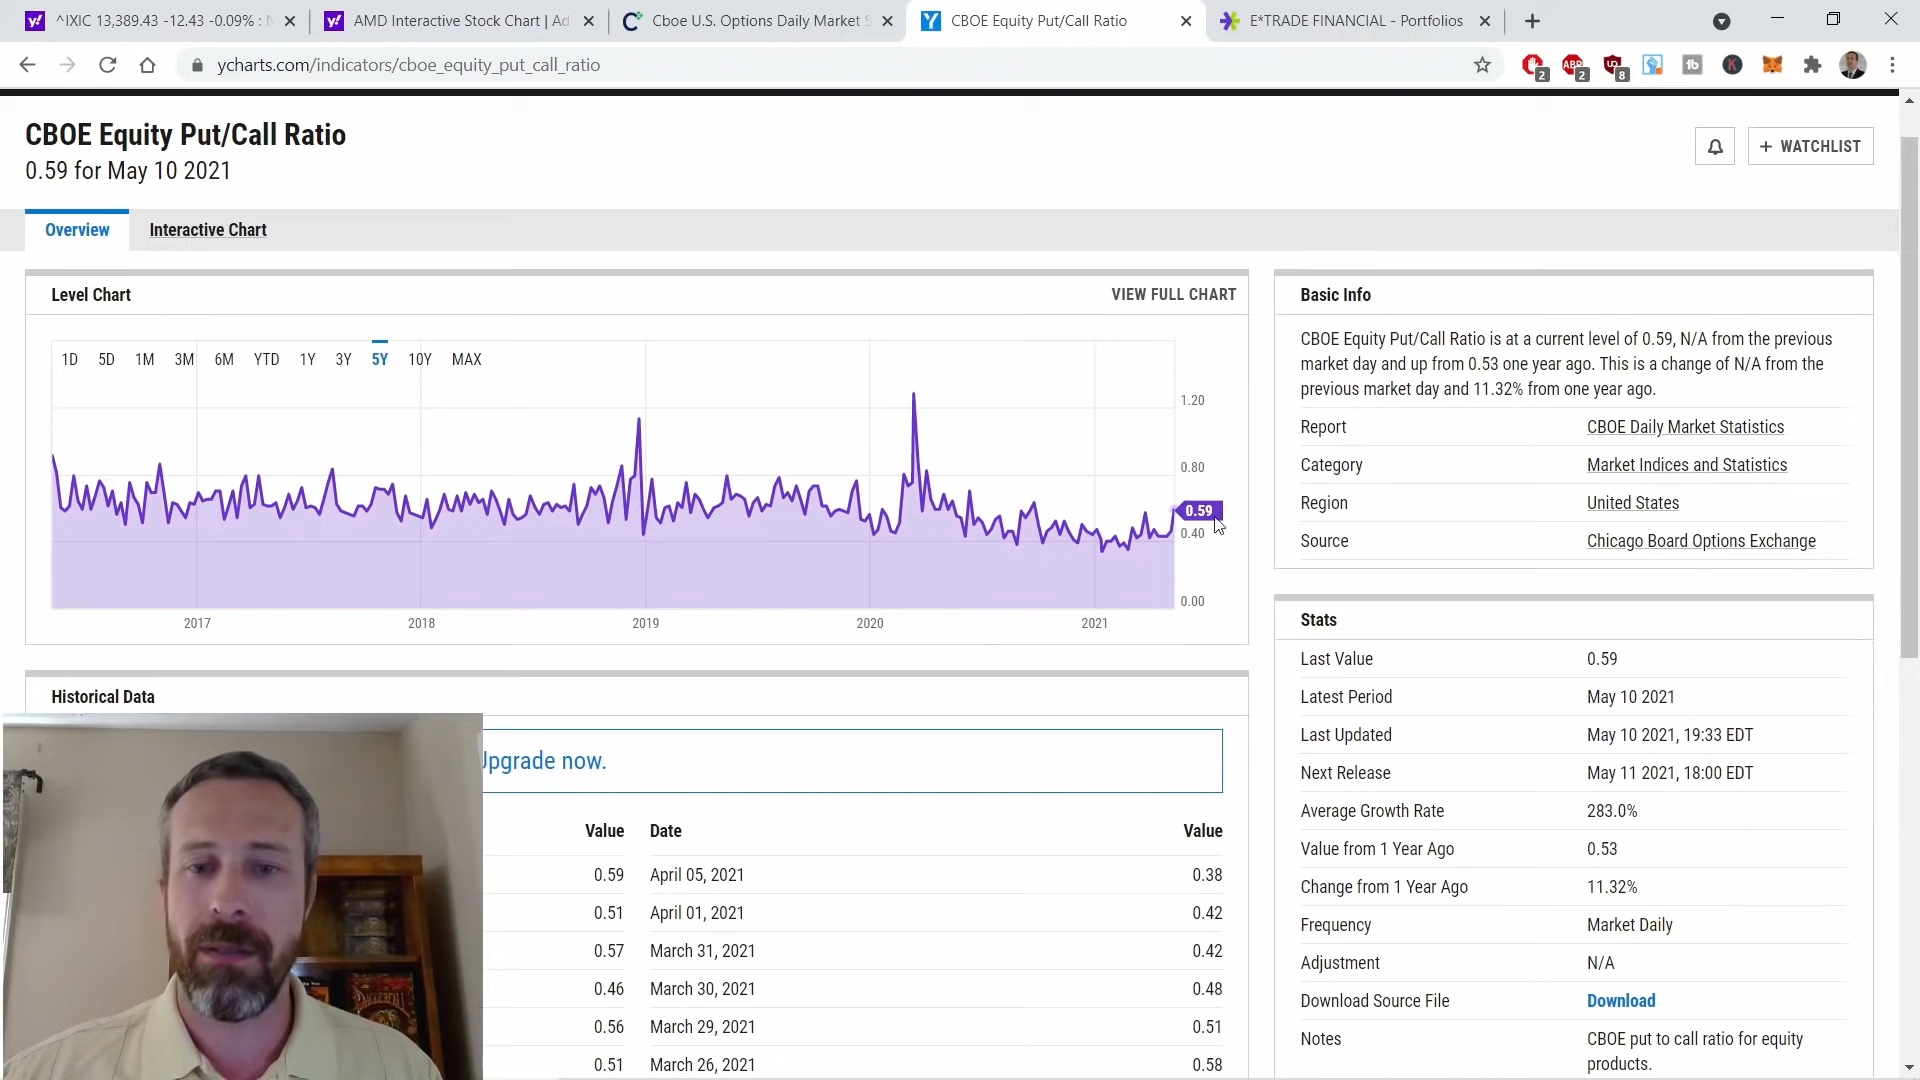 ^IXIC 13,389.43 -12.43 -0.09% : N
AMD Interactive Stock Chart | Ad
Cboe U.S. Options Daily Market S
CBOE Equity Put/Call Ratio
E*TRADE FINANCIAL - Portfolios
ycharts.com/indicators/cboe_equity_put_call_ratio
2
2
8
CBOE Equity Put/Call Ratio
0.59 for May 10 2021
+ WATCHLIST
Overview
Interactive Chart
Level Chart
VIEW FULL CHART
1D 5D 1M 3M 6M YTD 1Y 3Y 5Y 10Y MAX
1.20
0.80
0.59
0.40
0.00
2017 2018 2019 2020 2021
Historical Data
Upgrade now.
Value Date Value
0.59 April 05, 2021 0.38
0.51 April 01, 2021 0.42
0.57 March 31, 2021 0.42
0.46 March 30, 2021 0.48
0.56 March 29, 2021 0.51
0.51 March 26, 2021 0.58
Basic Info
CBOE Equity Put/Call Ratio is at a current level of 0.59, N/A from the previous
market day and up from 0.53 one year ago. This is a change of N/A from the
previous market day and 11.32% from one year ago.
Report CBOE Daily Market Statistics
Category Market Indices and Statistics
Region United States
Source Chicago Board Options Exchange
Stats
Last Value 0.59
Latest Period May 10 2021
Last Updated May 10 2021, 19:33 EDT
Next Release May 11 2021, 18:00 EDT
Average Growth Rate 283.0%
Value from 1 Year Ago 0.53
Change from 1 Year Ago 11.32%
Frequency Market Daily
Adjustment N/A
Download Source File Download
Notes CBOE put to call ratio for equity
products.